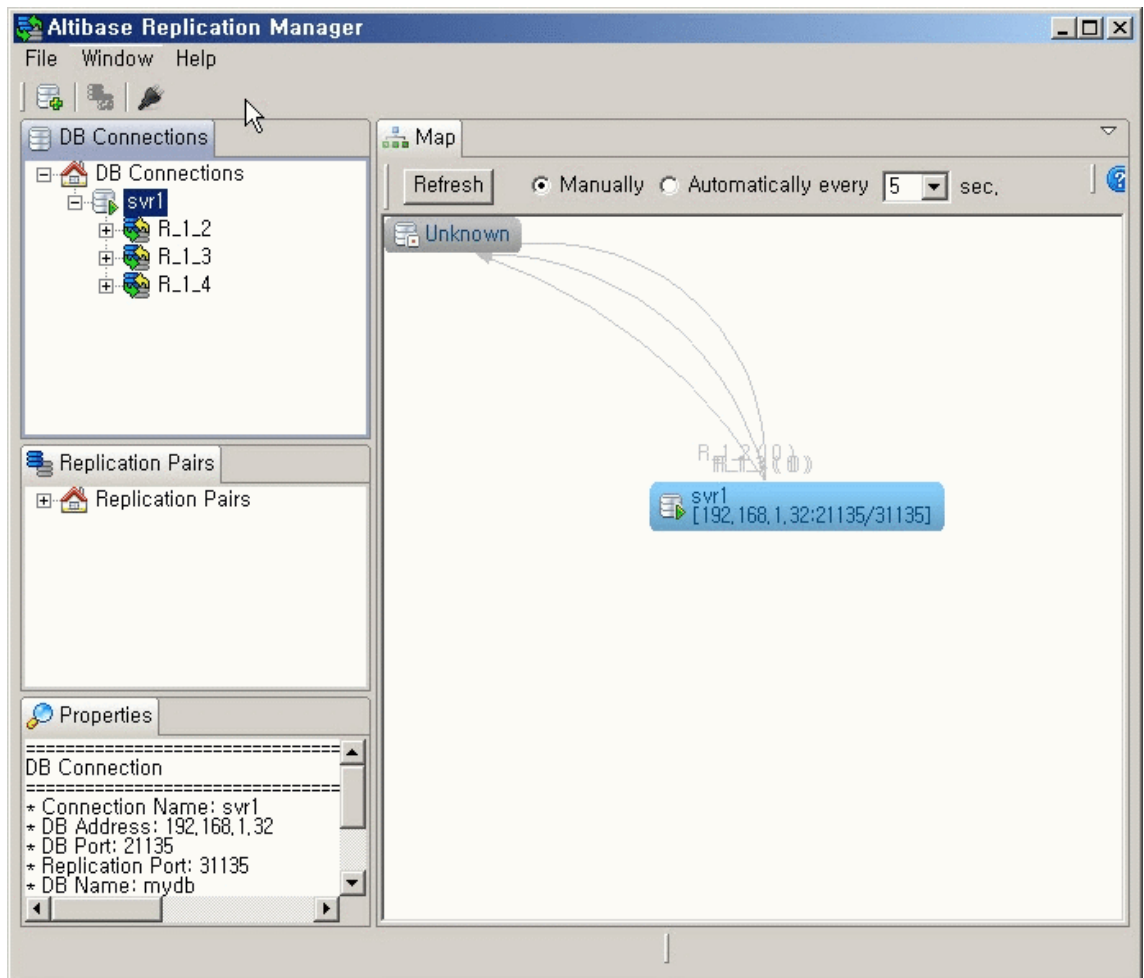 Altibase Replication Manager
File Window Help
DB Connections
DB Connections
svr1
R_1_2
R_1_3
R_1_4
Replication Pairs
Replication Pairs
Properties
===============================
DB Connection
===============================
* Connection Name: svr1
* DB Address: 192.168.1.32
* DB Port: 21135
* Replication Port: 31135
* DB Name: mydb
Map
Refresh Manually Automatically every 5 sec.
Unknown
svr1
[192.168.1.32:21135/31135]